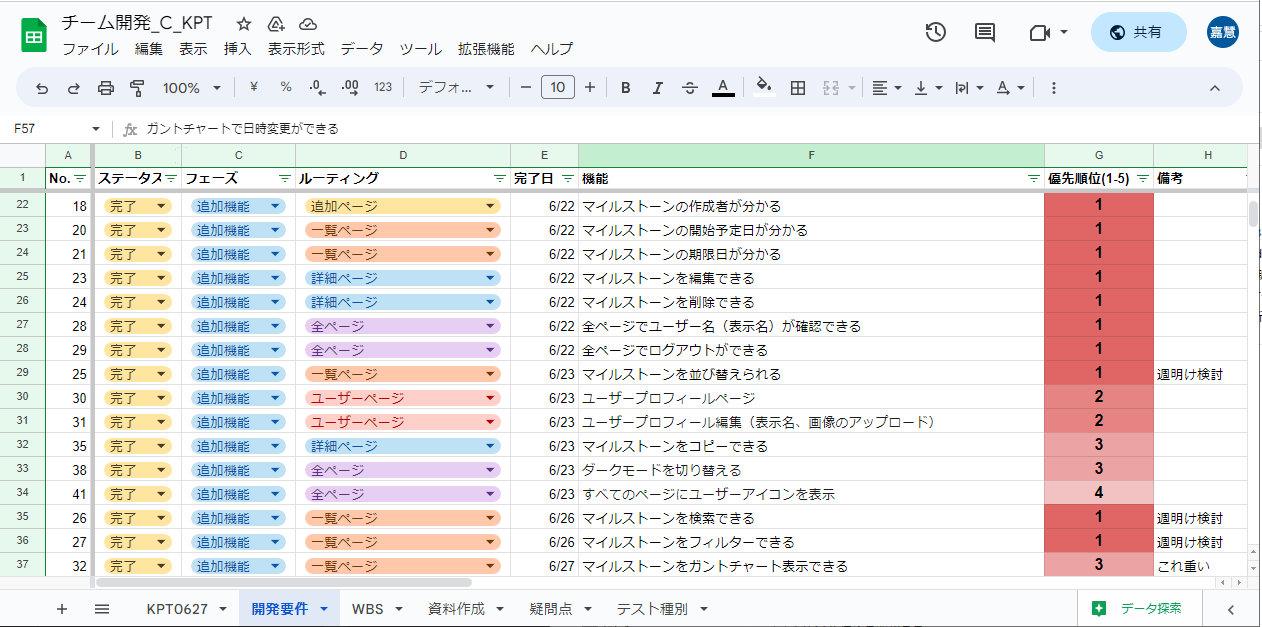 チーム開発_C_KPT
ファイル 編集 表示 挿入 表示形式 データ ツール 拡張機能 ヘルプ
共有
嘉慧
100% ¥ % .0 .00 123 デフォ... 10 B I A
F57 fx ガントチャートで日時変更ができる
A B C D E F G H
1 No. ステータス フェーズ ルーティング 完了日 機能 優先順位(1-5) 備考
22 18 完了 追加機能 追加ページ 6/22 マイルストーンの作成者が分かる 1
23 20 完了 追加機能 一覧ページ 6/22 マイルストーンの開始予定日が分かる 1
24 21 完了 追加機能 一覧ページ 6/22 マイルストーンの期限日が分かる 1
25 23 完了 追加機能 詳細ページ 6/22 マイルストーンを編集できる 1
26 24 完了 追加機能 詳細ページ 6/22 マイルストーンを削除できる 1
27 28 完了 追加機能 全ページ 6/22 全ページでユーザー名（表示名）が確認できる 1
28 29 完了 追加機能 全ページ 6/22 全ページでログアウトができる 1
29 25 完了 追加機能 一覧ページ 6/23 マイルストーンを並び替えられる 1 週明け検討
30 30 完了 追加機能 ユーザーページ 6/23 ユーザープロフィールページ 2
31 31 完了 追加機能 ユーザーページ 6/23 ユーザープロフィール編集（表示名、画像のアップロード） 2
32 35 完了 追加機能 詳細ページ 6/23 マイルストーンをコピーできる 3
33 38 完了 追加機能 全ページ 6/23 ダークモードを切り替える 3
34 41 完了 追加機能 全ページ 6/23 すべてのページにユーザーアイコンを表示 4
35 26 完了 追加機能 一覧ページ 6/26 マイルストーンを検索できる 1 週明け検討
36 27 完了 追加機能 一覧ページ 6/26 マイルストーンをフィルターできる 1 週明け検討
37 32 完了 追加機能 一覧ページ 6/27 マイルストーンをガントチャート表示できる 3 これ重い
KPT0627 開発要件 WBS 資料作成 疑問点 テスト種別 データ探索